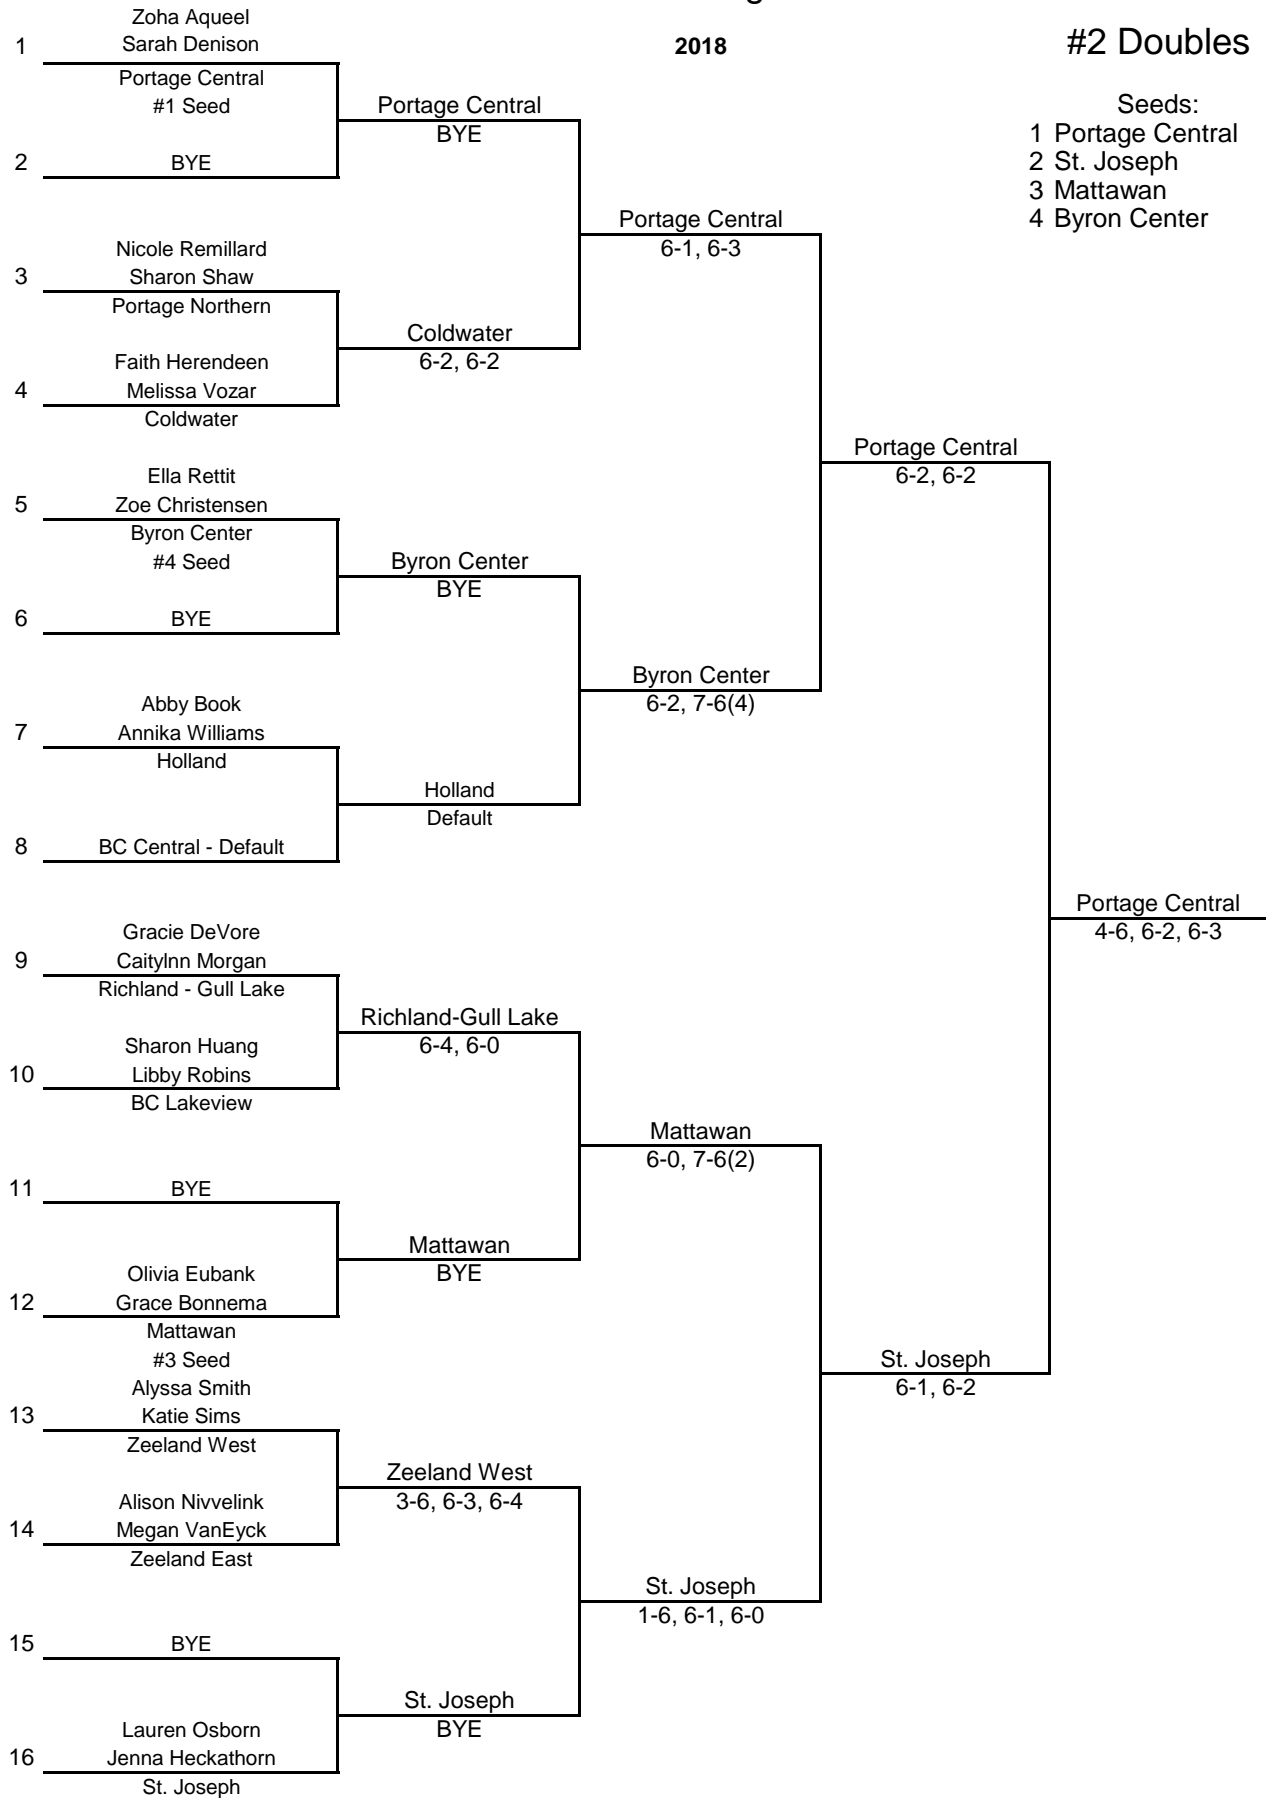 2018
#2 Doubles
Seeds:
1 Portage Central
2 St. Joseph
3 Mattawan
4 Byron Center
Zoha Aqueel
1 Sarah Denison
Portage Central
#1 Seed
2 BYE
Nicole Remillard
3 Sharon Shaw
Portage Northern
Faith Herendeen
4 Melissa Vozar
Coldwater
Ella Rettit
5 Zoe Christensen
Byron Center
#4 Seed
6 BYE
Abby Book
7 Annika Williams
Holland
8 BC Central - Default
Gracie DeVore
9 Caitylnn Morgan
Richland - Gull Lake
Sharon Huang
10 Libby Robins
BC Lakeview
11 BYE
Olivia Eubank
12 Grace Bonnema
Mattawan
#3 Seed
Alyssa Smith
13 Katie Sims
Zeeland West
Alison Nivvelink
14 Megan VanEyck
Zeeland East
15 BYE
Lauren Osborn
16 Jenna Heckathorn
St. Joseph
Portage Central
BYE
Coldwater
6-2, 6-2
Byron Center
BYE
Holland
Default
Richland-Gull Lake
6-4, 6-0
Mattawan
BYE
Zeeland West
3-6, 6-3, 6-4
St. Joseph
BYE
Portage Central
6-1, 6-3
Byron Center
6-2, 7-6(4)
Mattawan
6-0, 7-6(2)
St. Joseph
1-6, 6-1, 6-0
Portage Central
6-2, 6-2
St. Joseph
6-1, 6-2
Portage Central
4-6, 6-2, 6-3